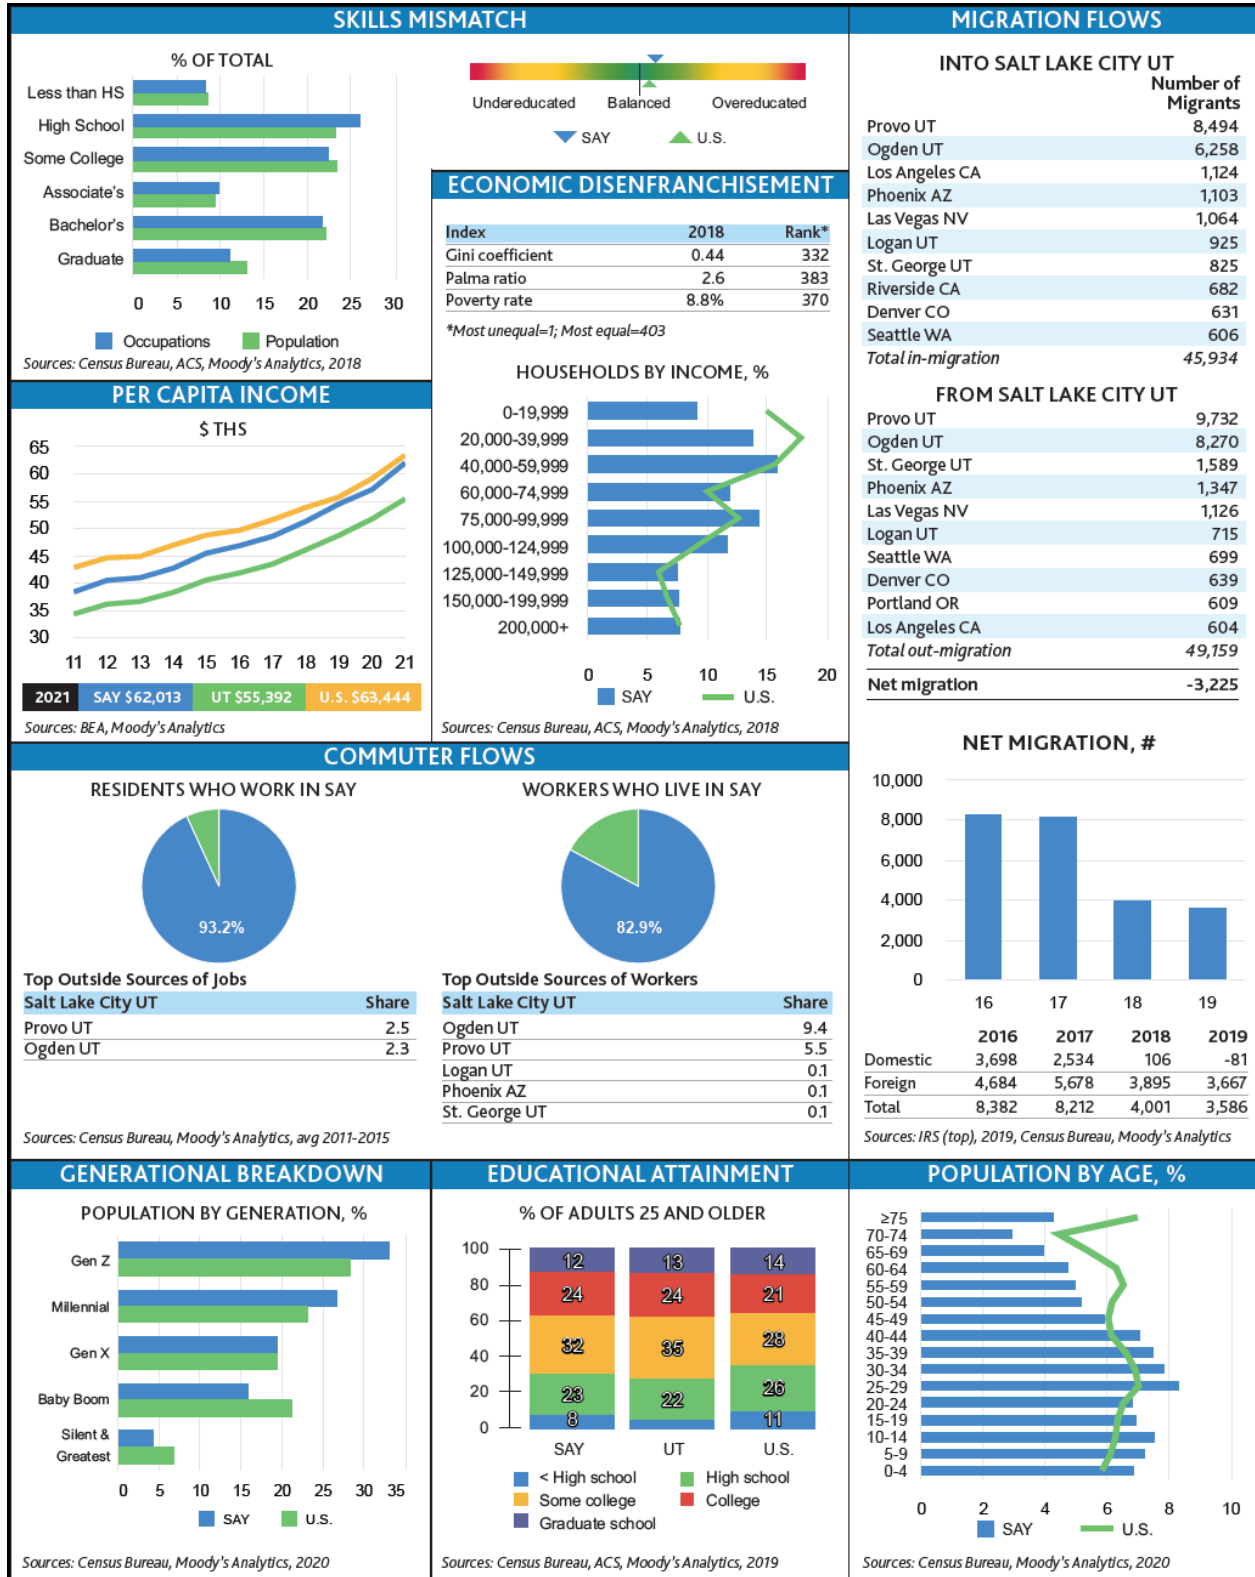 SKILLS MISMATCH
% OF TOTAL
Less than HS
High School
Some College
Associate's
Bachelor's
Graduate
0 5 10 15 20 25 30
Occupations Population
Sources: Census Bureau, ACS, Moody's Analytics, 2018
Undereducated Balanced Overeducated
SAY U.S.
ECONOMIC DISENFRANCHISEMENT
Index 2018 Rank*
Gini coefficient 0.44 332
Palma ratio 2.6 383
Poverty rate 8.8% 370
*Most unequal=1; Most equal=403
HOUSEHOLDS BY INCOME, %
0-19,999
20,000-39,999
40,000-59,999
60,000-74,999
75,000-99,999
100,000-124,999
125,000-149,999
150,000-199,999
200,000+
0 5 10 15 20
SAY U.S.
Sources: Census Bureau, ACS, Moody's Analytics, 2018
PER CAPITA INCOME
$ THS
65
60
55
50
45
40
35
30
11 12 13 14 15 16 17 18 19 20 21
2021 SAY $62,013 UT $55,392 U.S. $63,444
Sources: BEA, Moody's Analytics
MIGRATION FLOWS
INTO SALT LAKE CITY UT
Number of
Migrants
Provo UT 8,494
Ogden UT 6,258
Los Angeles CA 1,124
Phoenix AZ 1,103
Las Vegas NV 1,064
Logan UT 925
St. George UT 825
Riverside CA 682
Denver CO 631
Seattle WA 606
Total in-migration 45,934
FROM SALT LAKE CITY UT
Provo UT 9,732
Ogden UT 8,270
St. George UT 1,589
Phoenix AZ 1,347
Las Vegas NV 1,126
Logan UT 715
Seattle WA 699
Denver CO 639
Portland OR 609
Los Angeles CA 604
Total out-migration 49,159
Net migration -3,225
NET MIGRATION, #
10,000
8,000
6,000
4,000
2,000
0
16 17 18 19
2016 2017 2018 2019
Domestic 3,698 2,534 106 -81
Foreign 4,684 5,678 3,895 3,667
Total 8,382 8,212 4,001 3,586
Sources: IRS (top), 2019, Census Bureau, Moody's Analytics
COMMUTER FLOWS
RESIDENTS WHO WORK IN SAY
93.2%
Top Outside Sources of Jobs
Salt Lake City UT Share
Provo UT 2.5
Ogden UT 2.3
Sources: Census Bureau, Moody's Analytics, avg 2011-2015
WORKERS WHO LIVE IN SAY
82.9%
Top Outside Sources of Workers
Salt Lake City UT Share
Ogden UT 9.4
Provo UT 5.5
Logan UT 0.1
Phoenix AZ 0.1
St. George UT 0.1
GENERATIONAL BREAKDOWN
POPULATION BY GENERATION, %
Gen Z
Millennial
Gen X
Baby Boom
Silent &
Greatest
0 5 10 15 20 25 30 35
SAY U.S.
Sources: Census Bureau, Moody's Analytics, 2020
EDUCATIONAL ATTAINMENT
% OF ADULTS 25 AND OLDER
100
80
60
40
20
0
12 13 14
24 24 21
32 35 28
23 22 26
8 11
SAY UT U.S.
< High school High school
Some college College
Graduate school
Sources: Census Bureau, ACS, Moody's Analytics, 2019
POPULATION BY AGE, %
≥75
70-74
65-69
60-64
55-59
50-54
45-49
40-44
35-39
30-34
25-29
20-24
15-19
10-14
5-9
0-4
0 2 4 6 8 10
SAY U.S.
Sources: Census Bureau, Moody's Analytics, 2020